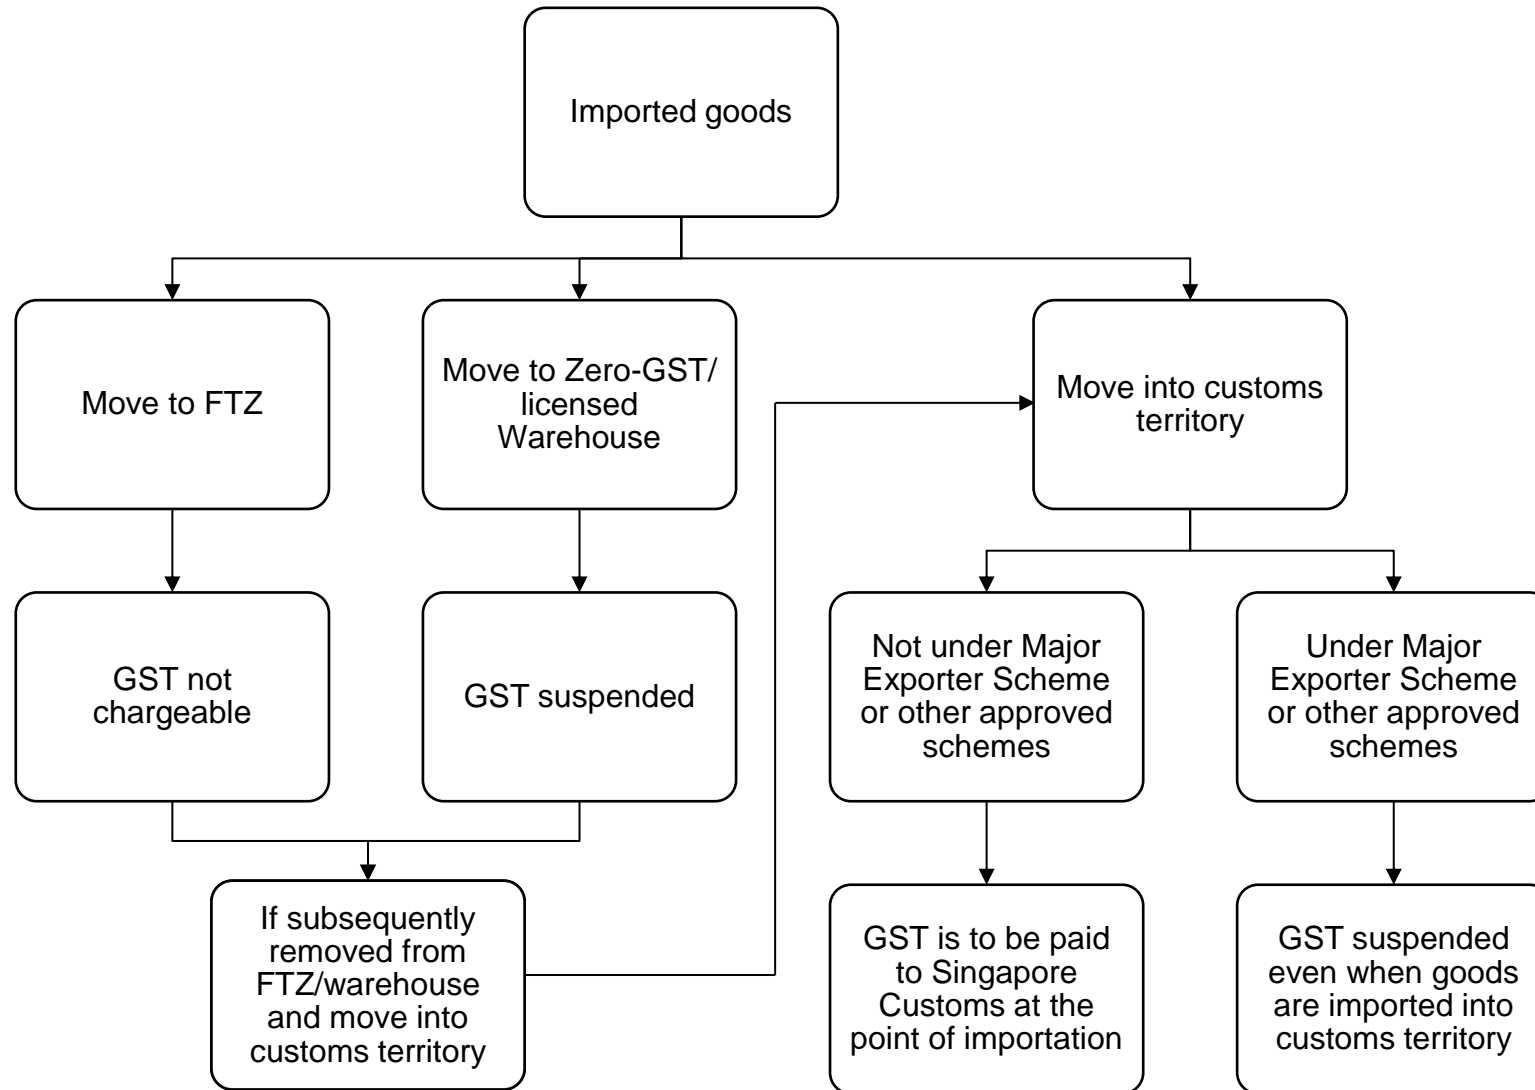 Imported goods
Move to FTZ
Move to Zero-GST/
licensed
Warehouse
Move into customs
territory
GST not
chargeable
GST suspended
Not under Major
Exporter Scheme
or other approved
schemes
Under Major
Exporter Scheme
or other approved
schemes
If subsequently
removed from
FTZ/warehouse
and move into
customs territory
GST is to be paid
to Singapore
Customs at the
point of importation
GST suspended
even when goods
are imported into
customs territory